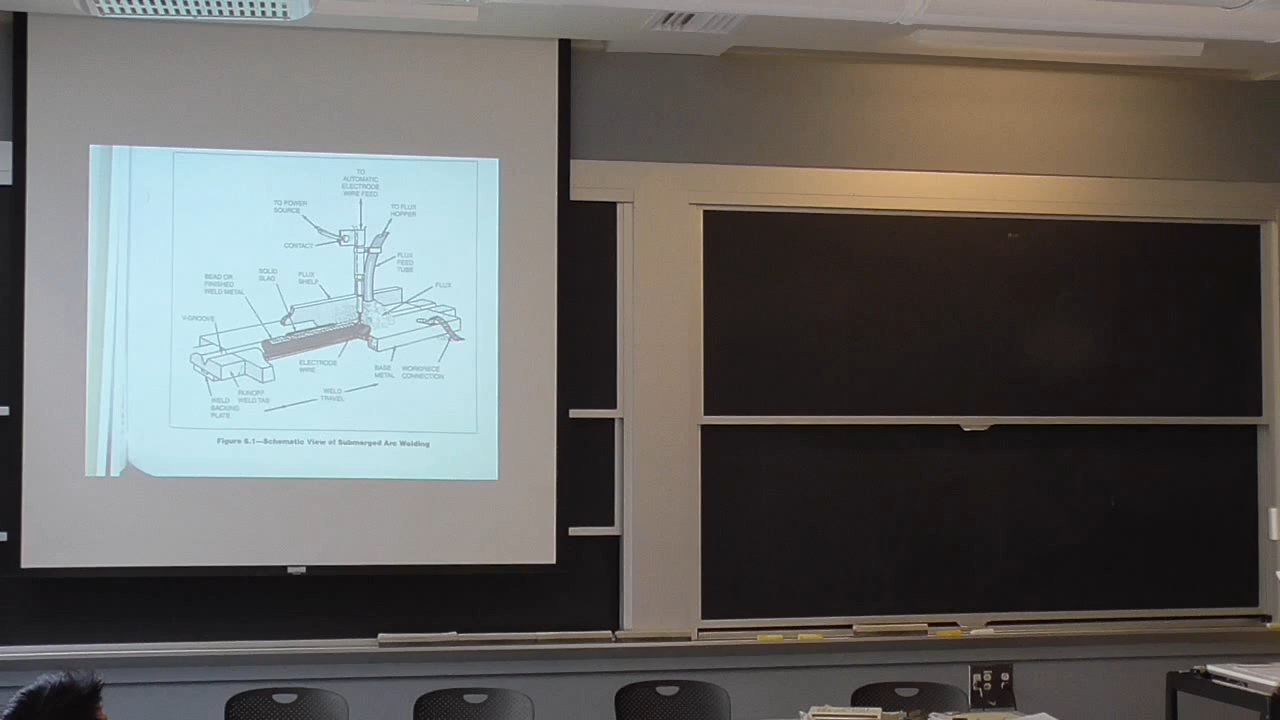 TO
AUTOMATIC
ELECTRODE
WIRE FEED
TO POWER
SOURCE
TO FLUX
HOPPER
CONTACT
FLUX
FEED
TUBE
BEAD OR
FINISHED
WELD METAL
SOLID
SLAG
FLUX
SHELF
FLUX
V-GROOVE
ELECTRODE
WIRE
BASE
METAL
WORKPIECE
CONNECTION
WELD
BACKING
PLATE
RUNOFF
WELD TAB
WELD
TRAVEL
Figure 6.1—Schematic View of Submerged Arc Welding